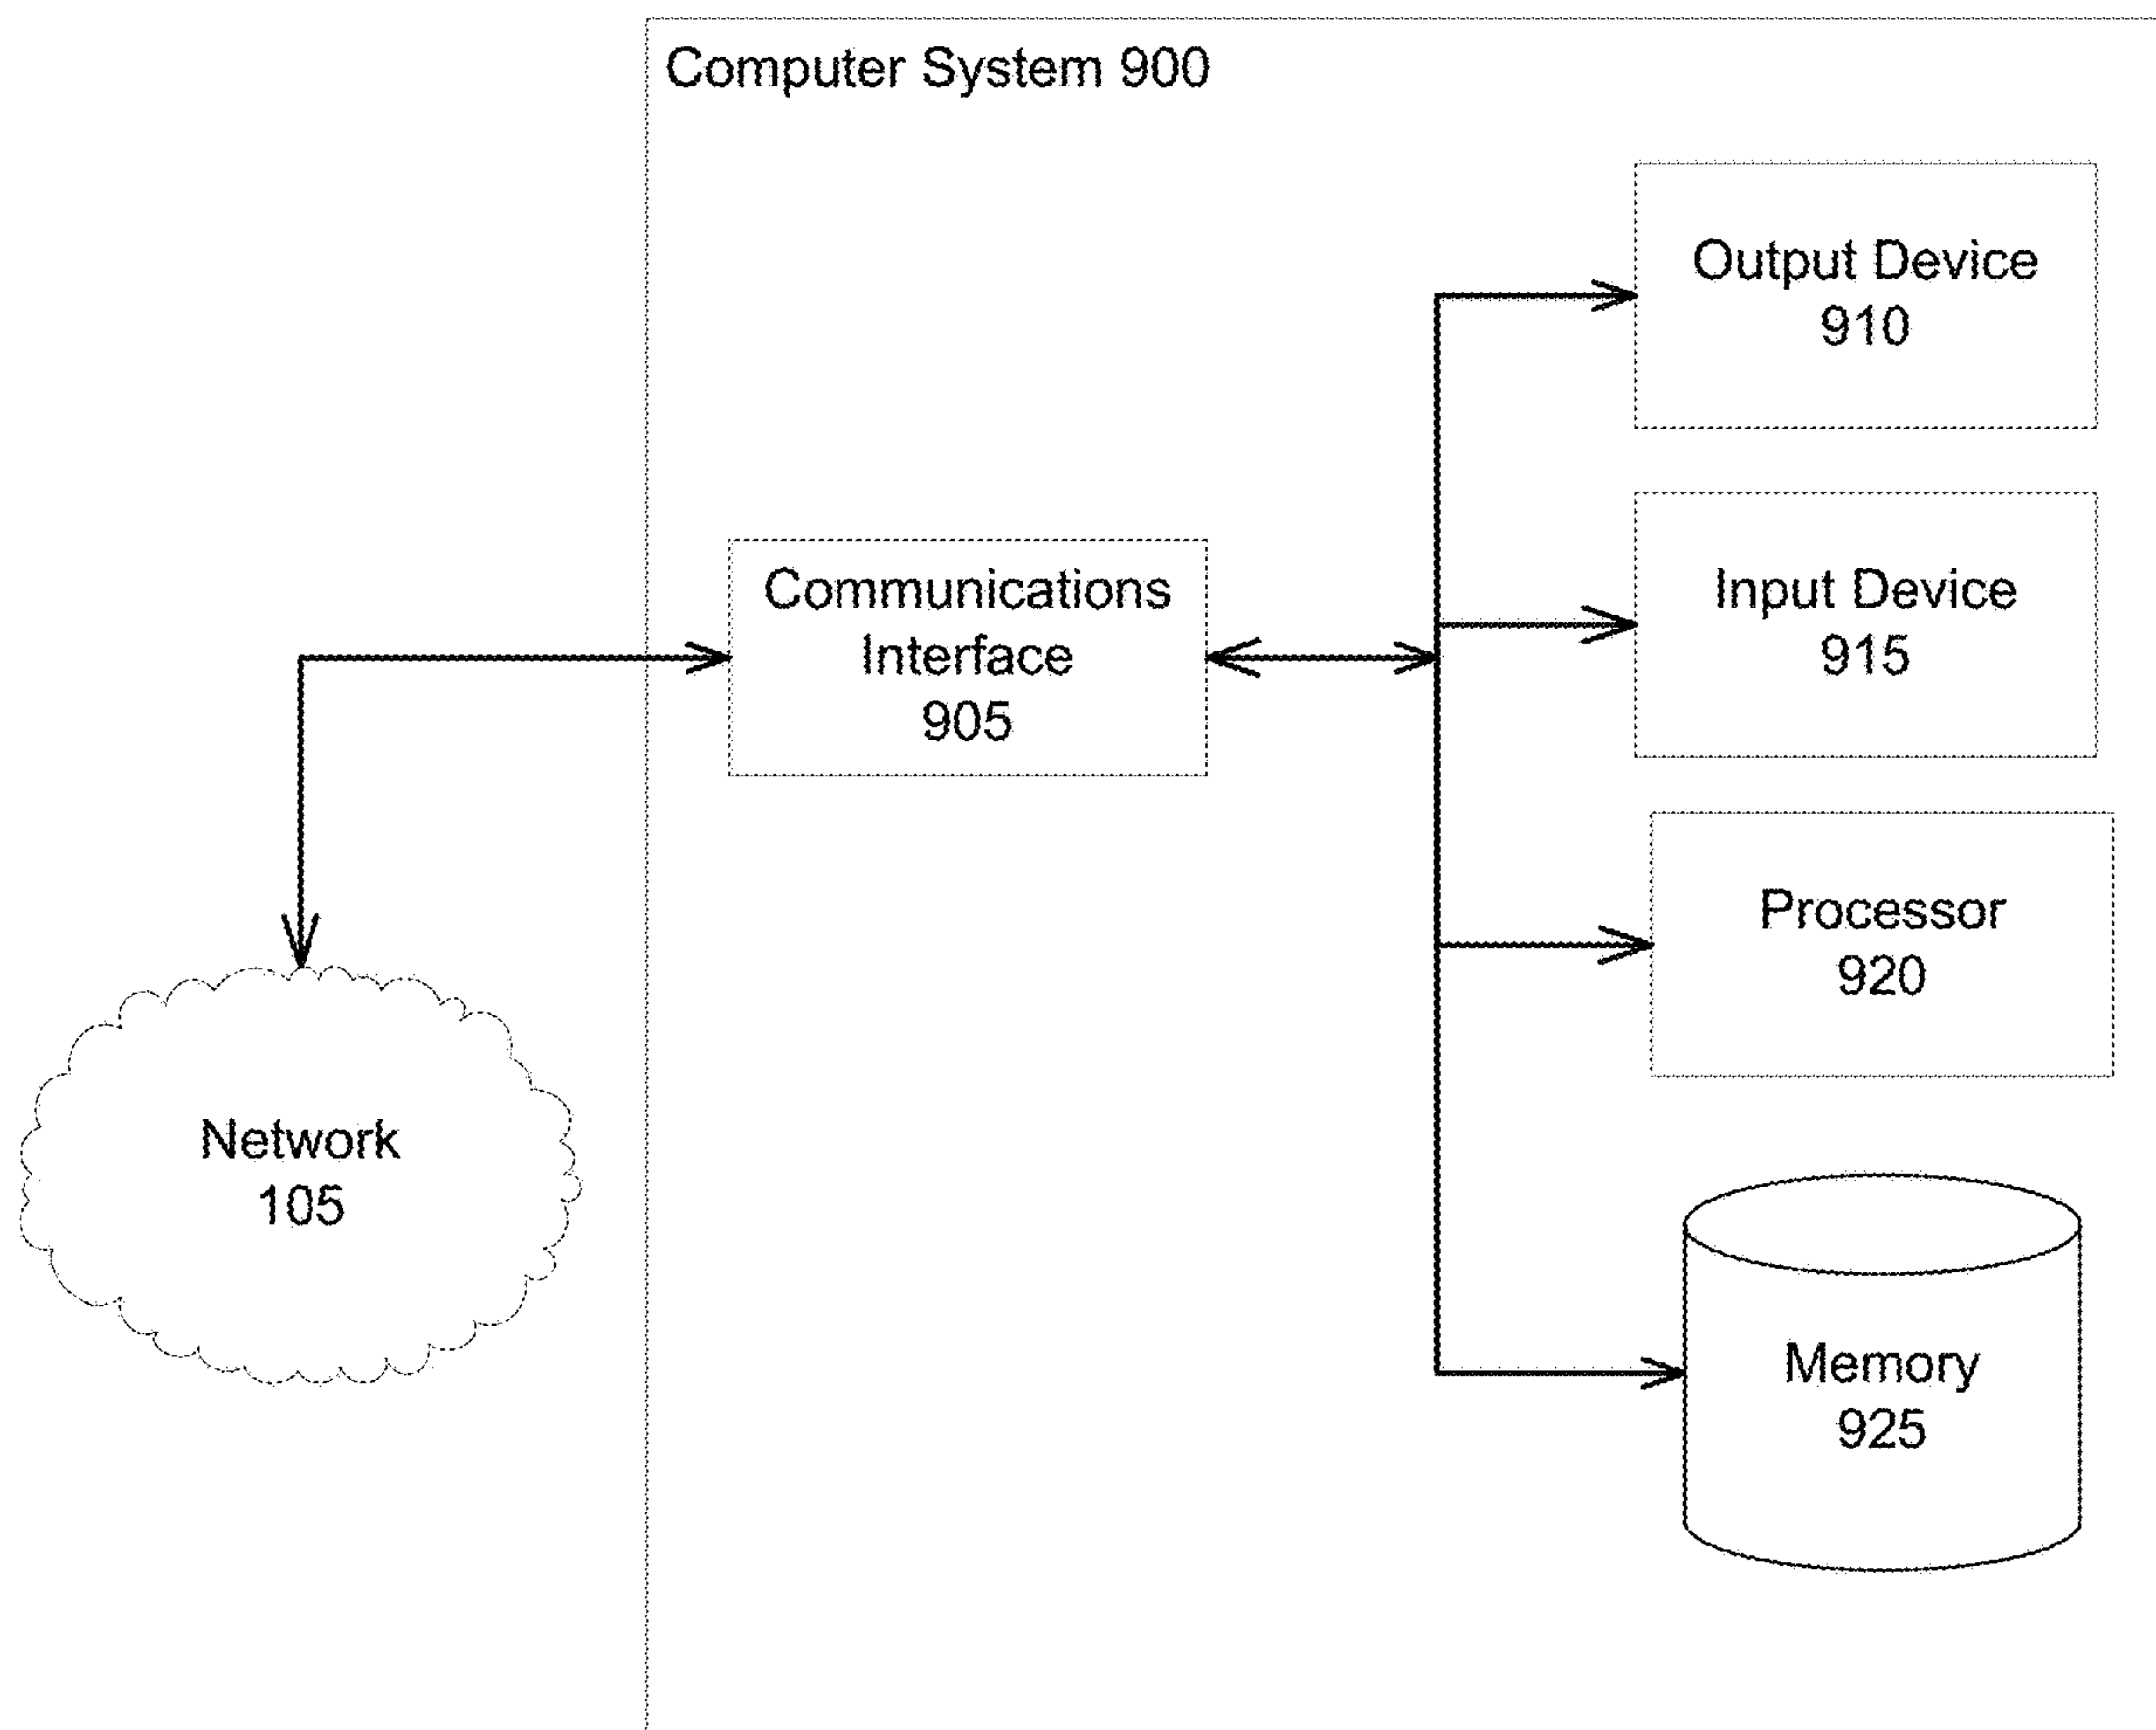 Computer System 900
Output Device
910
Input Device
915
Communications
Interface
905
Processor
920
Network
105
Memory
925